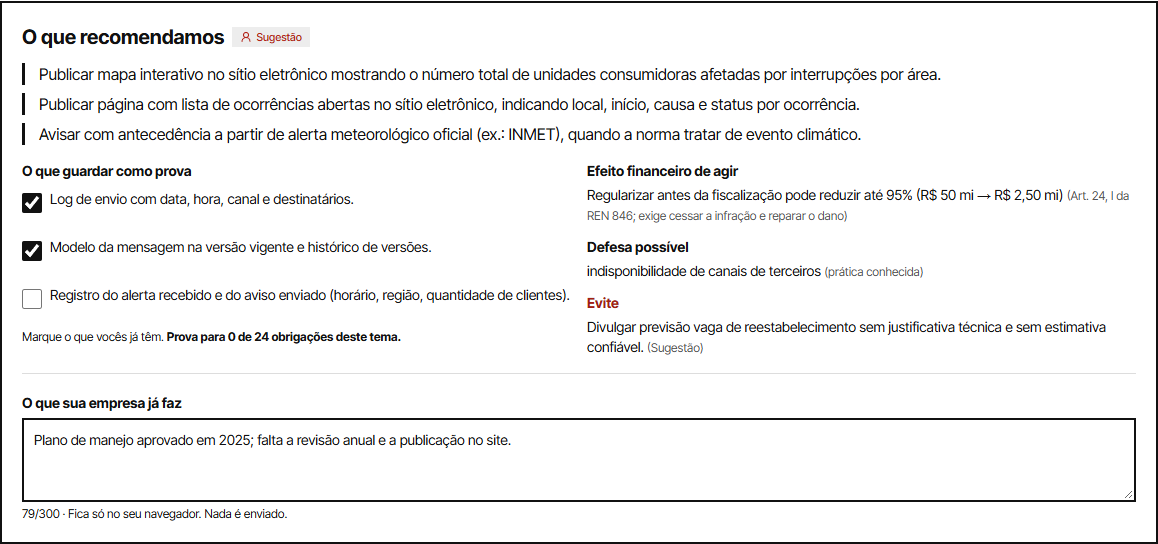 O que recomendamos
Sugestão
Publicar mapa interativo no sítio eletrônico mostrando o número total de unidades consumidoras afetadas por interrupções por área.
Publicar página com lista de ocorrências abertas no sítio eletrônico, indicando local, início, causa e status por ocorrência.
Avisar com antecedência a partir de alerta meteorológico oficial (ex.: INMET), quando a norma tratar de evento climático.
O que guardar como prova
Log de envio com data, hora, canal e destinatários.
Modelo da mensagem na versão vigente e histórico de versões.
Registro do alerta recebido e do aviso enviado (horário, região, quantidade de clientes).
Marque o que vocês já têm. Prova para 0 de 24 obrigações deste tema.
Efeito financeiro de agir
Regularizar antes da fiscalização pode reduzir até 95% (R$ 50 mi → R$ 2,50 mi) (Art. 24, I da
REN 846; exige cessar a infração e reparar o dano)
Defesa possível
indisponibilidade de canais de terceiros (prática conhecida)
Evite
Divulgar previsão vaga de reestabelecimento sem justificativa técnica e sem estimativa
confiável. (Sugestão)
O que sua empresa já faz
Plano de manejo aprovado em 2025; falta a revisão anual e a publicação no site.
79/300 · Fica só no seu navegador. Nada é enviado.